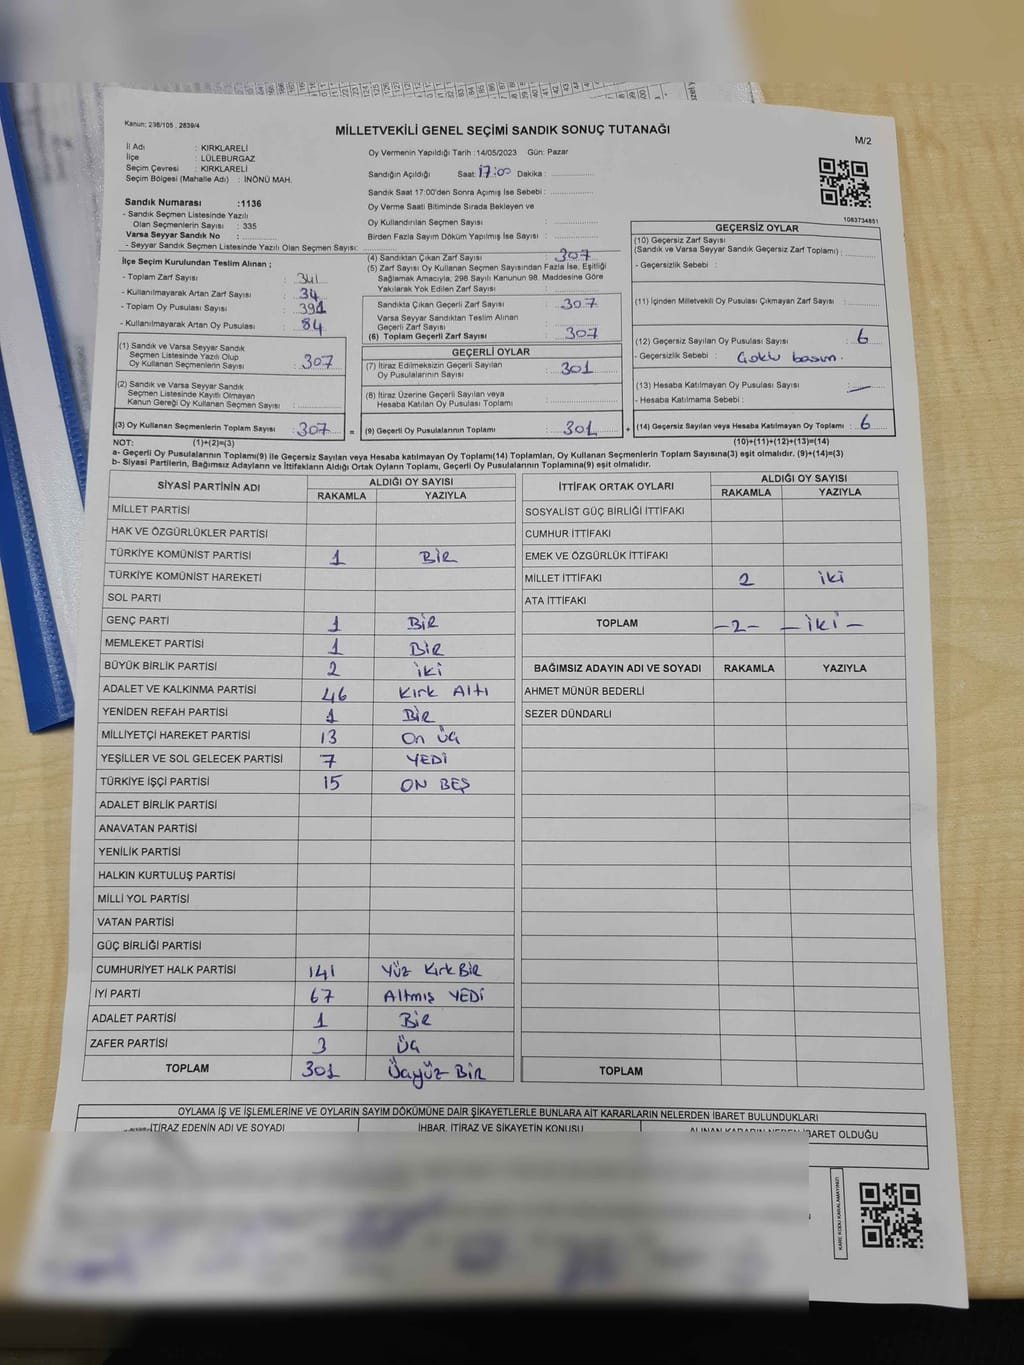 Kanun: 298/105 , 2839/4
MİLLETVEKİLİ GENEL SEÇİMİ SANDIK SONUÇ TUTANAĞI
M/2
İl Adı : KIRKLARELİ
İlçe : LÜLEBURGAZ
Seçim Çevresi : KIRKLARELİ
Seçim Bölgesi (Mahalle Adı) : İNÖNÜ MAH.
Sandık Numarası :1136
- Sandık Seçmen Listesinde Yazılı
Olan Seçmenlerin Sayısı : 335
Varsa Seyyar Sandık No :
- Seyyar Sandık Seçmen Listesinde Yazılı Olan Seçmen Sayısı:
Oy Vermenin Yapıldığı Tarih :14/05/2023 Gün: Pazar
Sandığın Açıldığı Saat: 17:00 Dakika :
Sandık Saat 17:00'den Sonra Açımış İse Sebebi :
Oy Verme Saati Bitiminde Sırada Bekleyen ve
Oy Kullandırılan Seçmen Sayısı :
Birden Fazla Sayım Döküm Yapılmış İse Sayısı :
1083734851
İlçe Seçim Kurulundan Teslim Alınan ;
- Toplam Zarf Sayısı : 341
- Kullanılmayarak Artan Zarf Sayısı : 34
- Toplam Oy Pusulası Sayısı : 391
- Kullanılmayarak Artan Oy Pusulası : 84
(1) Sandık ve Varsa Seyyar Sandık
Seçmen Listesinde Yazılı Olup
Oy Kullanan Seçmenlerin Sayısı : 307
(2) Sandık ve Varsa Seyyar Sandık
Seçmen Listesinde Kayıtlı Olmayan
Kanun Gereği Oy Kullanan Seçmen Sayısı :
(3) Oy Kullanan Seçmenlerin Toplam Sayısı : 307 =
(4) Sandıktan Çıkan Zarf Sayısı : 307
(5) Zarf Sayısı Oy Kullanan Seçmen Sayısından Fazla İse, Eşitliği
Sağlamak Amacıyla, 298 Sayılı Kanunun 98. Maddesine Göre
Yakılarak Yok Edilen Zarf Sayısı :
Sandıkta Çıkan Geçerli Zarf Sayısı : 307
Varsa Seyyar Sandıktan Teslim Alınan
Geçerli Zarf Sayısı :
(6) Toplam Geçerli Zarf Sayısı : 307
GEÇERLİ OYLAR
(7) İtiraz Edilmeksizin Geçerli Sayılan
Oy Pusulalarının Sayısı : 301
(8) İtiraz Üzerine Geçerli Sayılan veya
Hesaba Katılan Oy Pusulası Toplamı :
(9) Geçerli Oy Pusulalarının Toplamı : 301 +
GEÇERSİZ OYLAR
(10) Geçersiz Zarf Sayısı
(Sandık ve Varsa Seyyar Sandık Geçersiz Zarf Toplamı) :
- Geçersizlik Sebebi :
(11) İçinden Milletvekili Oy Pusulası Çıkmayan Zarf Sayısı :
(12) Geçersiz Sayılan Oy Pusulası Sayısı : 6
- Geçersizlik Sebebi : Çoklu basım.
(13) Hesaba Katılmayan Oy Pusulası Sayısı : —
- Hesaba Katılmama Sebebi :
(14) Geçersiz Sayılan veya Hesaba Katılmayan Oy Toplamı : 6
NOT: (1)+(2)=(3) (10)+(11)+(12)+(13)=(14)
a- Geçerli Oy Pusulalarının Toplamı(9) ile Geçersiz Sayılan veya Hesaba Katılmayan Oy Toplamı(14) Toplamları, Oy Kullanan Seçmenlerin Toplam Sayısına(3) eşit olmalıdır. (9)+(14)=(3)
b- Siyasi Partilerin, Bağımsız Adayların ve İttifakların Aldığı Ortak Oyların Toplamı, Geçerli Oy Pusulalarının Toplamına(9) eşit olmalıdır.
SİYASİ PARTİNİN ADI ALDIĞI OY SAYISI
RAKAMLA YAZIYLA
MİLLET PARTİSİ
HAK VE ÖZGÜRLÜKLER PARTİSİ
TÜRKİYE KOMÜNİST PARTİSİ 1 BİR
TÜRKİYE KOMÜNİST HAREKETİ
SOL PARTİ
GENÇ PARTİ 1 BİR
MEMLEKET PARTİSİ 1 BİR
BÜYÜK BİRLİK PARTİSİ 2 iki
ADALET VE KALKINMA PARTİSİ 46 Kırk Altı
YENİDEN REFAH PARTİSİ 1 BİR
MİLLİYETÇİ HAREKET PARTİSİ 13 On üç
YEŞİLLER VE SOL GELECEK PARTİSİ 7 YEDİ
TÜRKİYE İŞÇİ PARTİSİ 15 ON BEŞ
ADALET BİRLİK PARTİSİ
ANAVATAN PARTİSİ
YENİLİK PARTİSİ
HALKIN KURTULUŞ PARTİSİ
MİLLİ YOL PARTİSİ
VATAN PARTİSİ
GÜÇ BİRLİĞİ PARTİSİ
CUMHURİYET HALK PARTİSİ 141 Yüz Kırk Bir
İYİ PARTİ 67 Altmış YEDİ
ADALET PARTİSİ 1 BİR
ZAFER PARTİSİ 3 Üç
TOPLAM 301 Üçyüz BİR
İTTİFAK ORTAK OYLARI ALDIĞI OY SAYISI
RAKAMLA YAZIYLA
SOSYALİST GÜÇ BİRLİĞİ İTTİFAKI
CUMHUR İTTİFAKI
EMEK VE ÖZGÜRLÜK İTTİFAKI
MİLLET İTTİFAKI 2 iki
ATA İTTİFAKI
TOPLAM -2- - iki -
BAĞIMSIZ ADAYIN ADI VE SOYADI RAKAMLA YAZIYLA
AHMET MÜNÜR BEDERLİ
SEZER DÜNDARLI
TOPLAM
OYLAMA İŞ VE İŞLEMLERİNE VE OYLARIN SAYIM DÖKÜMÜNE DAİR ŞİKAYETLERLE BUNLARA AİT KARARLARIN NELERDEN İBARET BULUNDUKLARI
İTİRAZ EDENİN ADI VE SOYADI İHBAR, İTİRAZ VE ŞİKAYETİN KONUSU ALINAN KARARIN NEDEN İBARET OLDUĞU
KARE KODU KARALAMAYINIZ!